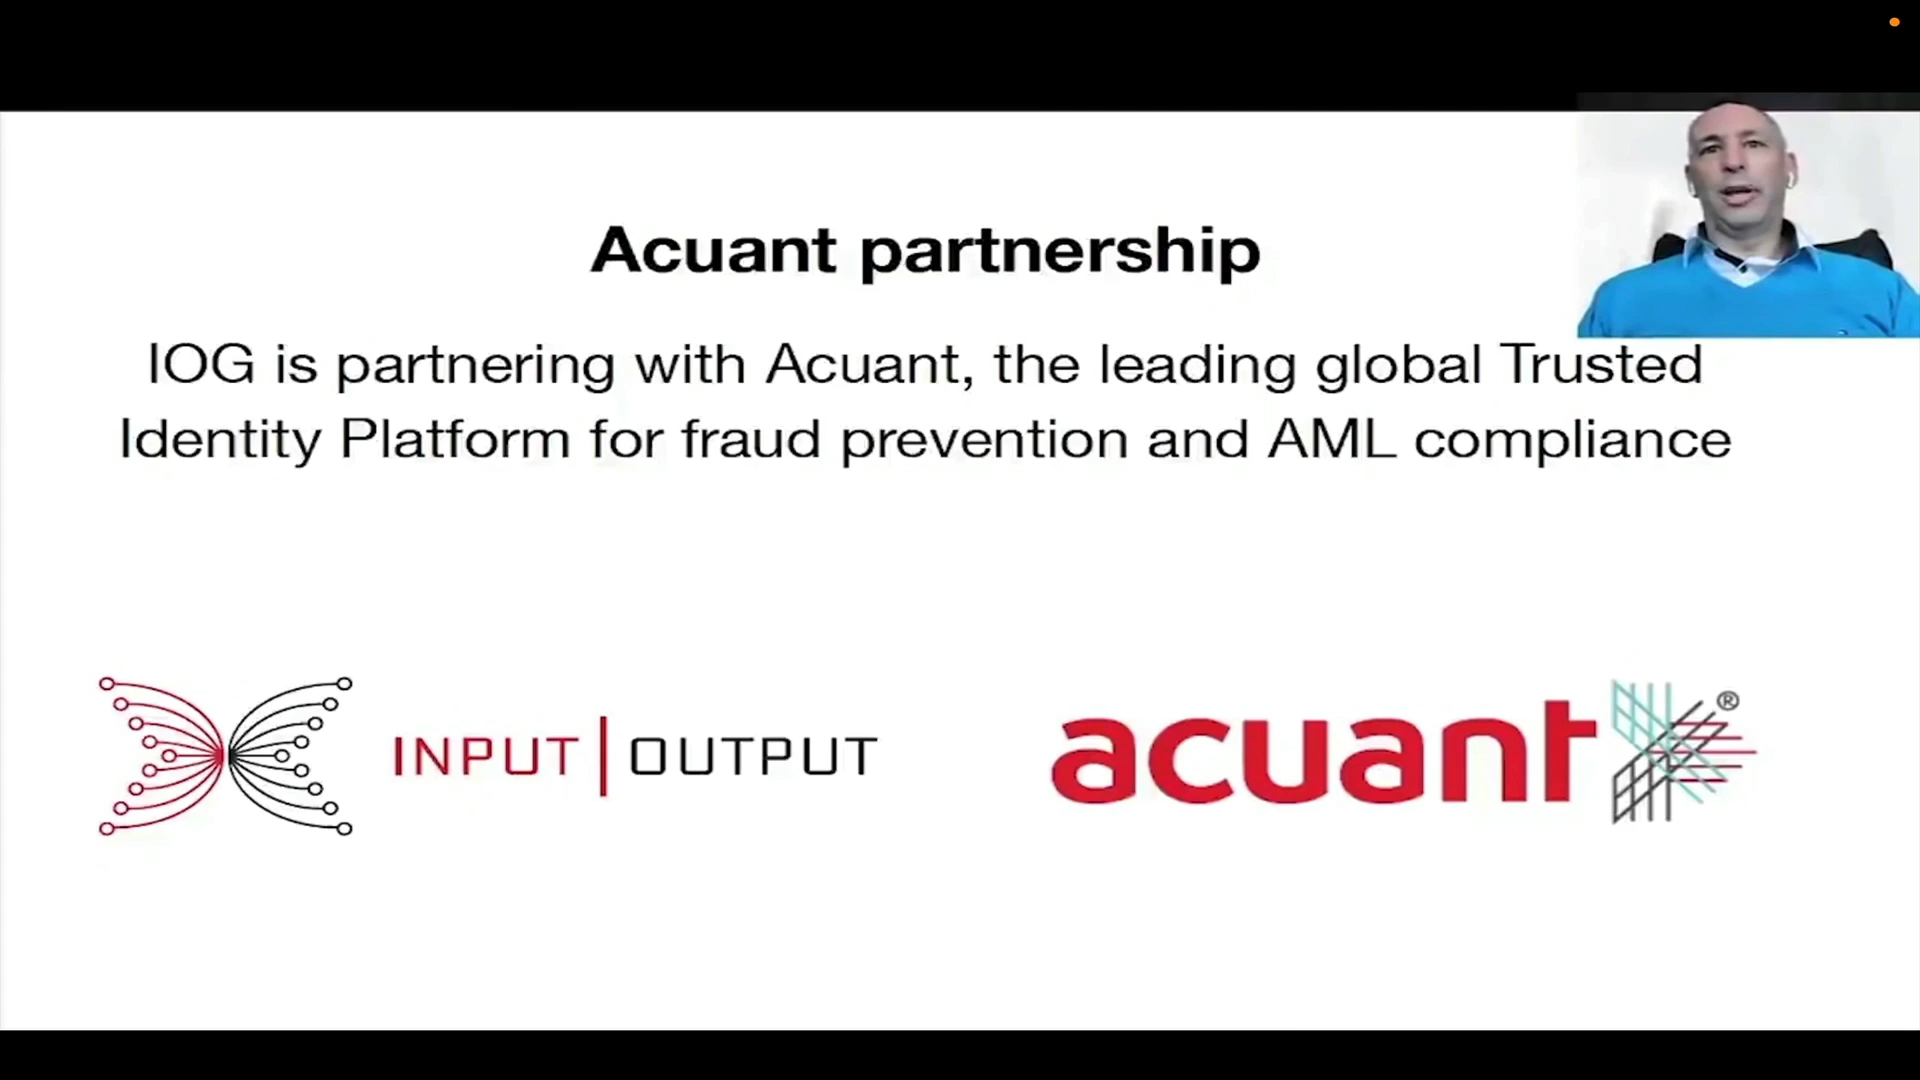 Acuant partnership
IOG is partnering with Acuant, the leading global Trusted
Identity Platform for fraud prevention and AML compliance
INPUT | OUTPUT
acuant ®